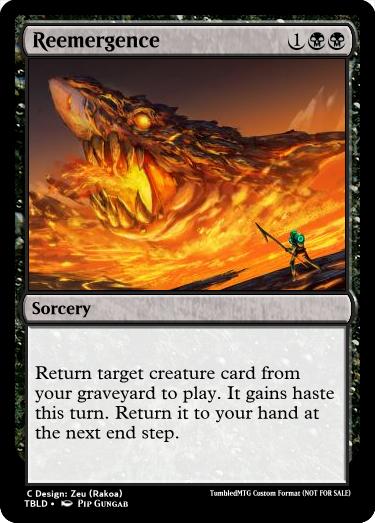 Reemergence 1
Sorcery
Return target creature card from
your graveyard to play. It gains haste
this turn. Return it to your hand at
the next end step.
C Design: Zeu (Rakoa)
TumbledMTG Custom Format (NOT FOR SALE)
TBLD • Pip Gungab